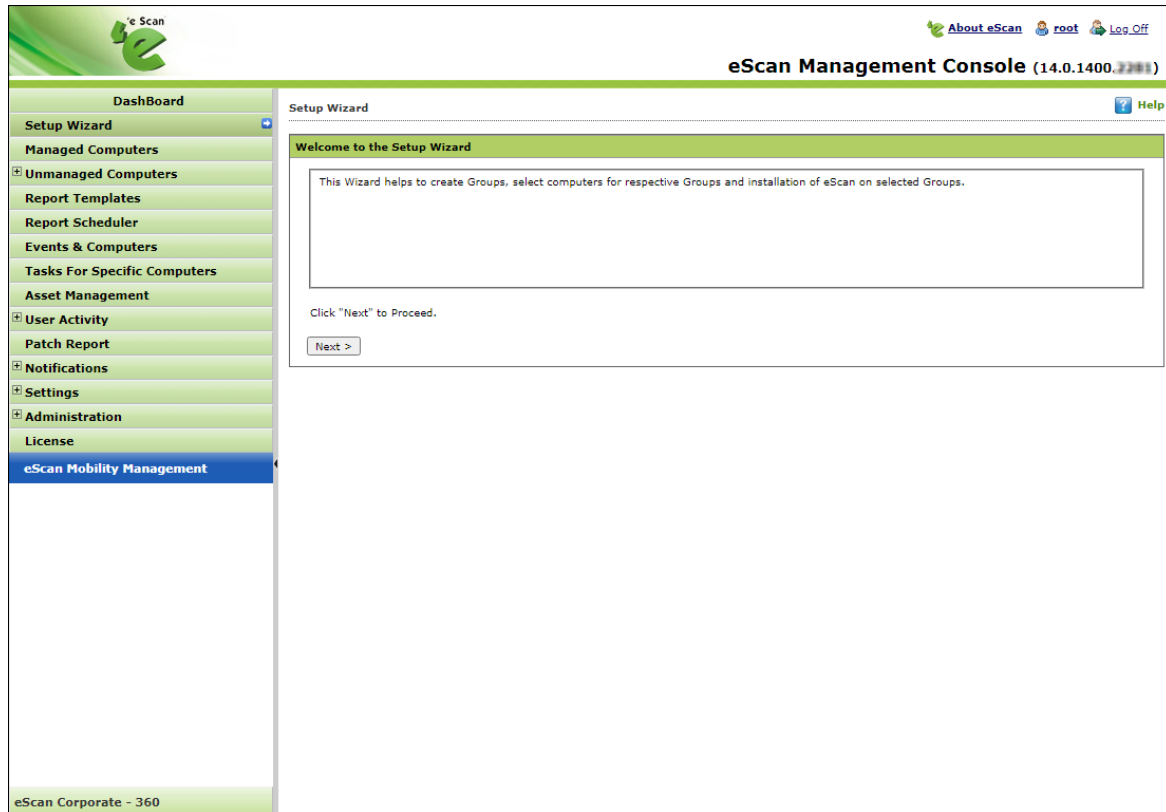 e Scan
About eScan root Log Off
eScan Management Console (14.0.1400. )
DashBoard
Setup Wizard
Managed Computers
Unmanaged Computers
Report Templates
Report Scheduler
Events & Computers
Tasks For Specific Computers
Asset Management
User Activity
Patch Report
Notifications
Settings
Administration
License
eScan Mobility Management
eScan Corporate - 360
Setup Wizard
? Help
Welcome to the Setup Wizard
This Wizard helps to create Groups, select computers for respective Groups and installation of eScan on selected Groups.
Click "Next" to Proceed.
Next >